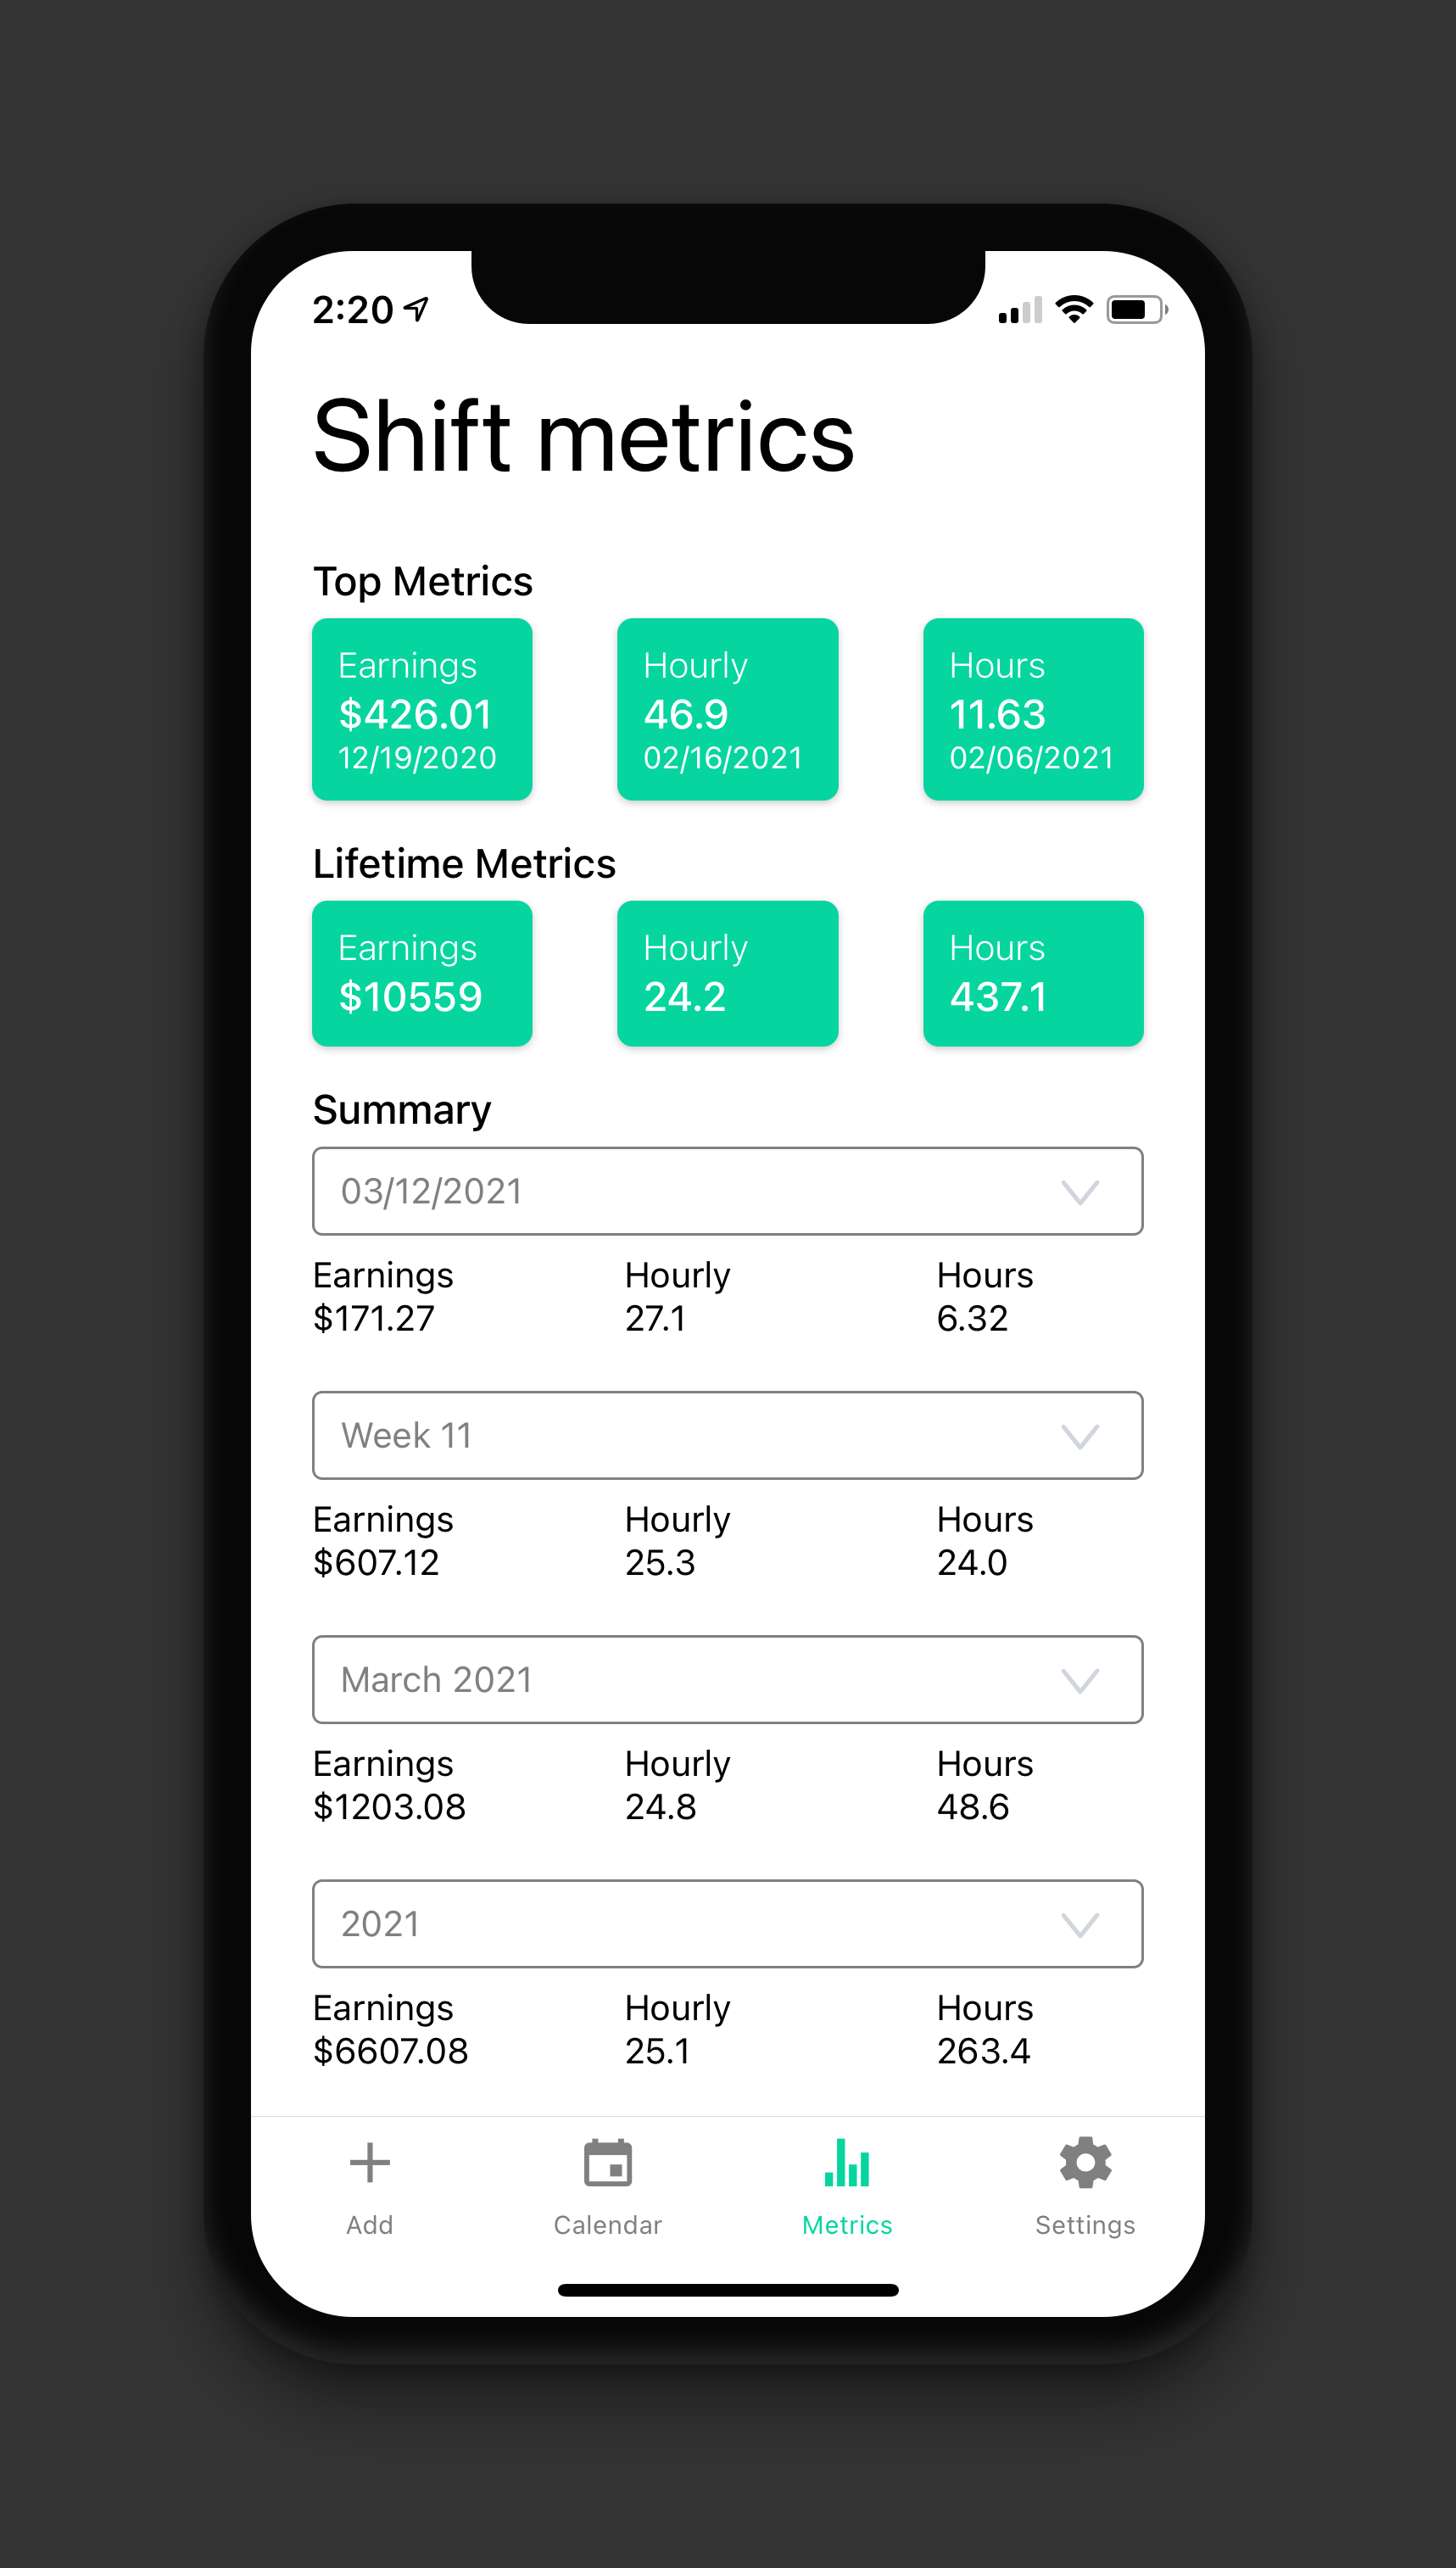 2:20
Shift metrics
Top Metrics
Earnings Hourly Hours
$426.01 46.9 11.63
12/19/2020 02/16/2021 02/06/2021
Lifetime Metrics
Earnings Hourly Hours
$10559 24.2 437.1
Summary
03/12/2021
Earnings Hourly Hours
$171.27 27.1 6.32
Week 11
Earnings Hourly Hours
$607.12 25.3 24.0
March 2021
Earnings Hourly Hours
$1203.08 24.8 48.6
2021
Earnings Hourly Hours
$6607.08 25.1 263.4
Add Calendar Metrics Settings